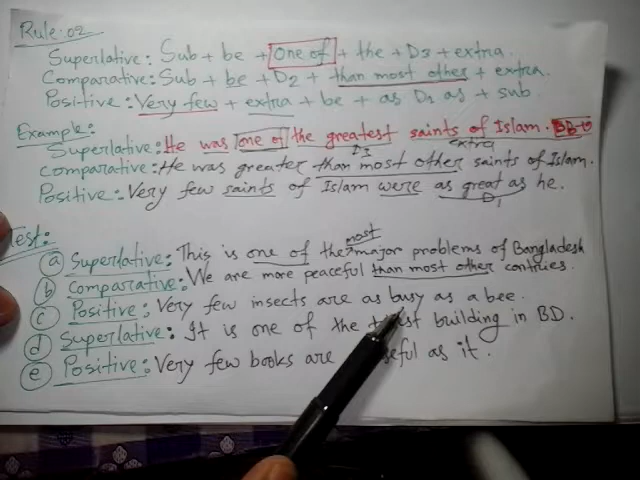 Rule: 02
Superlative: Sub + be + one of + the + D3 + extra.
Comparative: Sub + be + D2 + than most other + extra.
Positive: Very few + extra + be + as D1 as + sub.
Example:
Superlative: He was one of the greatest saints of Islam. BB-10
D3 extra
Comparative: He was greater than most other saints of Islam.
Positive: Very few saints of Islam were as great as he.
D1
Test:
most
(a) Superlative: This is one of the major problems of Bangladesh
(b) Comparative: We are more peaceful than most other contries.
(c) Positive: Very few insects are as busy as a bee.
(d) Superlative: It is one of the building in BD.
(e) Positive: Very few books are as it.